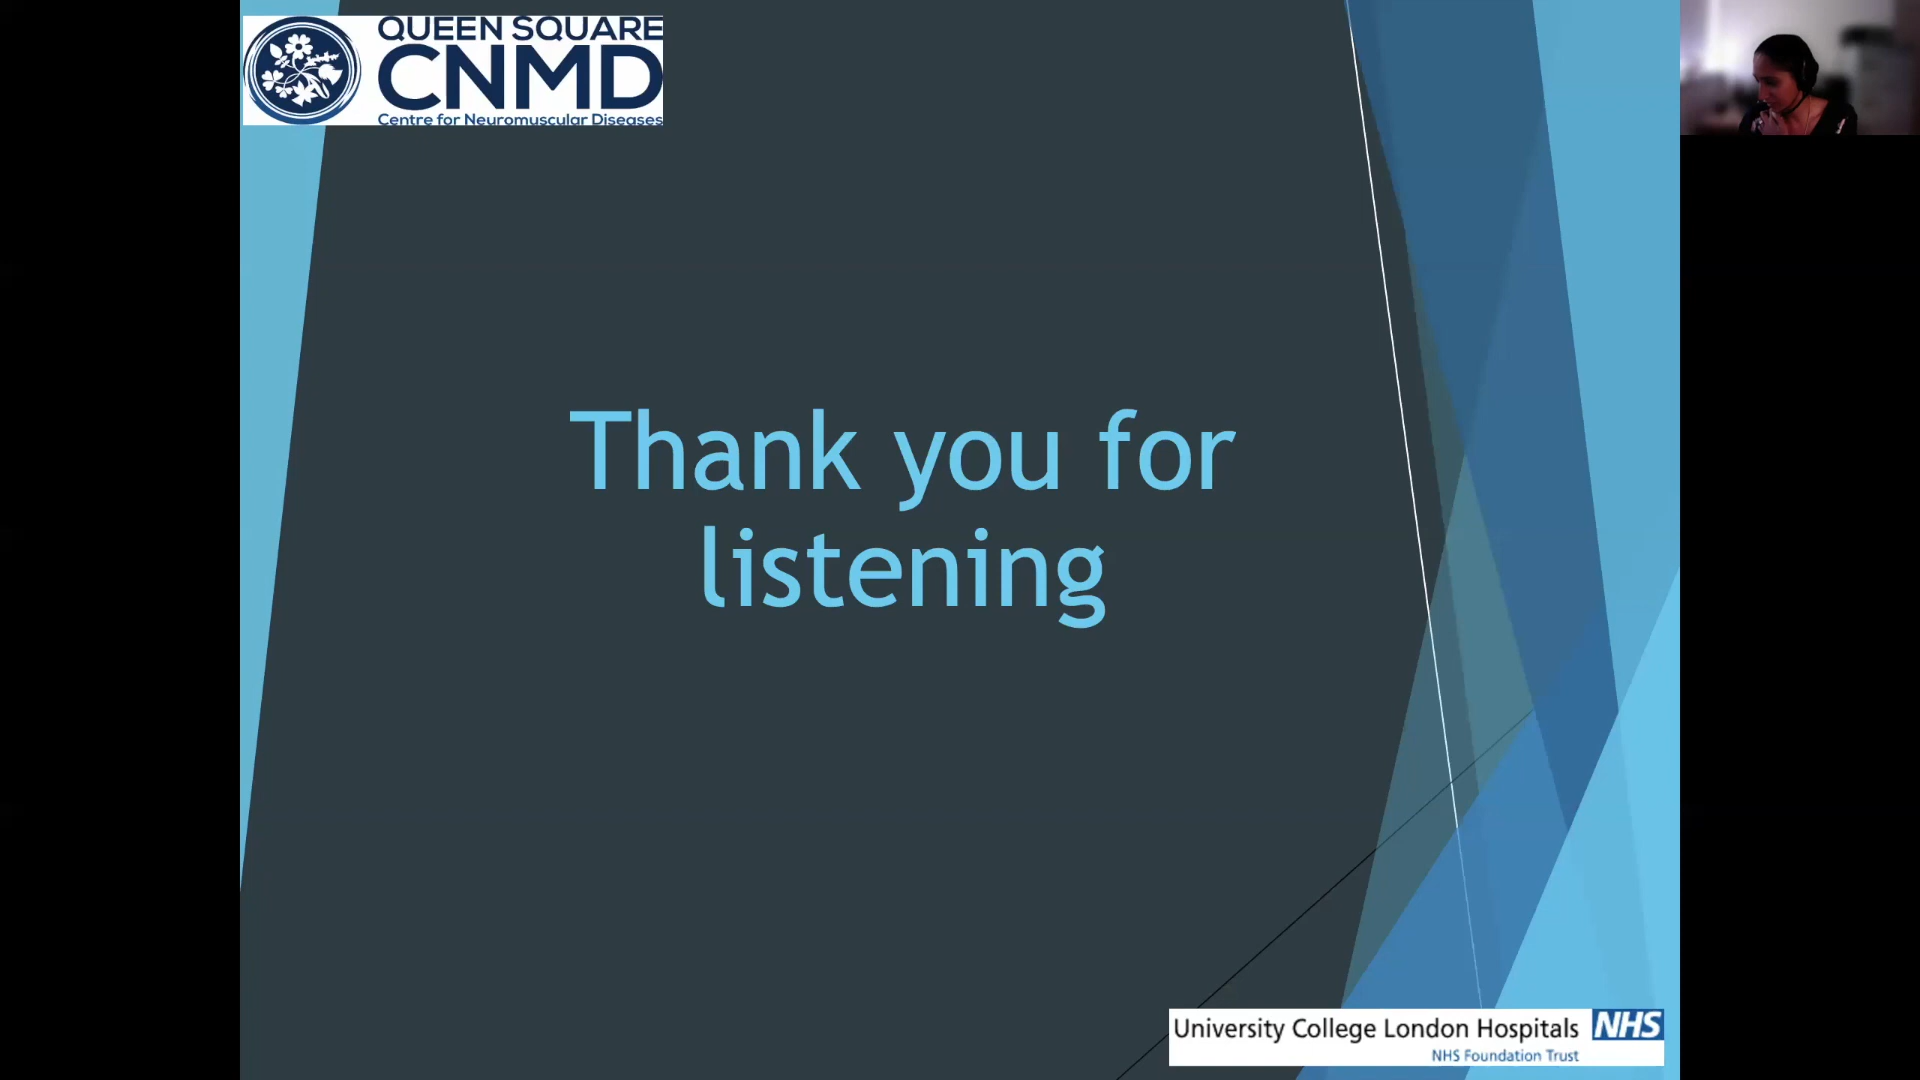 QUEEN SQUARE
CNMD
Centre for Neuromuscular Diseases
Thank you for
listening
University College London Hospitals NHS
NHS Foundation Trust